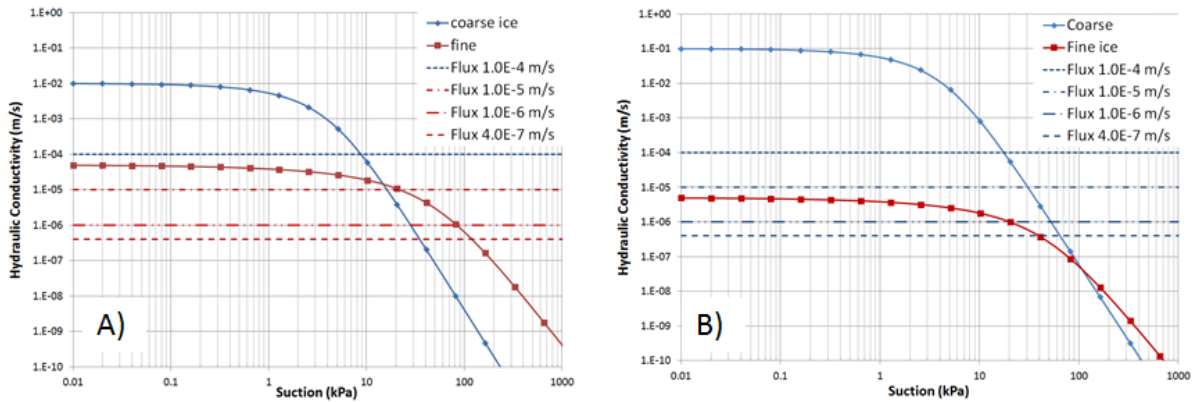 1.E+00
1.E-01
1.E-02
1.E-03
1.E-04
1.E-05
1.E-06
1.E-07
1.E-08
1.E-09
1.E-10
Hydraulic Conductivity (m/s)
0.01
0.1
1
10
100
1000
Suction (kPa)
coarse ice
fine
Flux 1.0E-4 m/s
Flux 1.0E-5 m/s
Flux 1.0E-6 m/s
Flux 4.0E-7 m/s
A)
1.E+00
1.E-01
1.E-02
1.E-03
1.E-04
1.E-05
1.E-06
1.E-07
1.E-08
1.E-09
1.E-10
Hydraulic Conductivity (m/s)
0.01
0.1
1
10
100
1000
Suction (kPa)
Coarse
Fine ice
Flux 1.0E-4 m/s
Flux 1.0E-5 m/s
Flux 1.0E-6 m/s
Flux 4.0E-7 m/s
B)